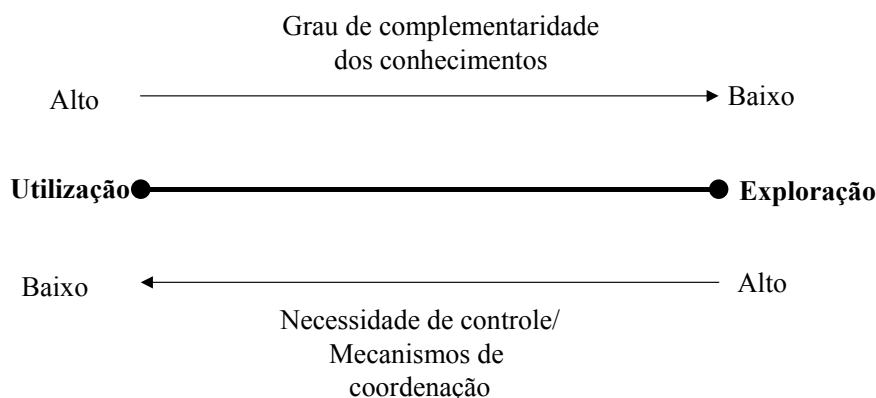 Grau de complementaridade
dos conhecimentos
Alto
Baixo
Utilização
Exploração
Baixo
Alto
Necessidade de controle/
Mecanismos de
coordenação